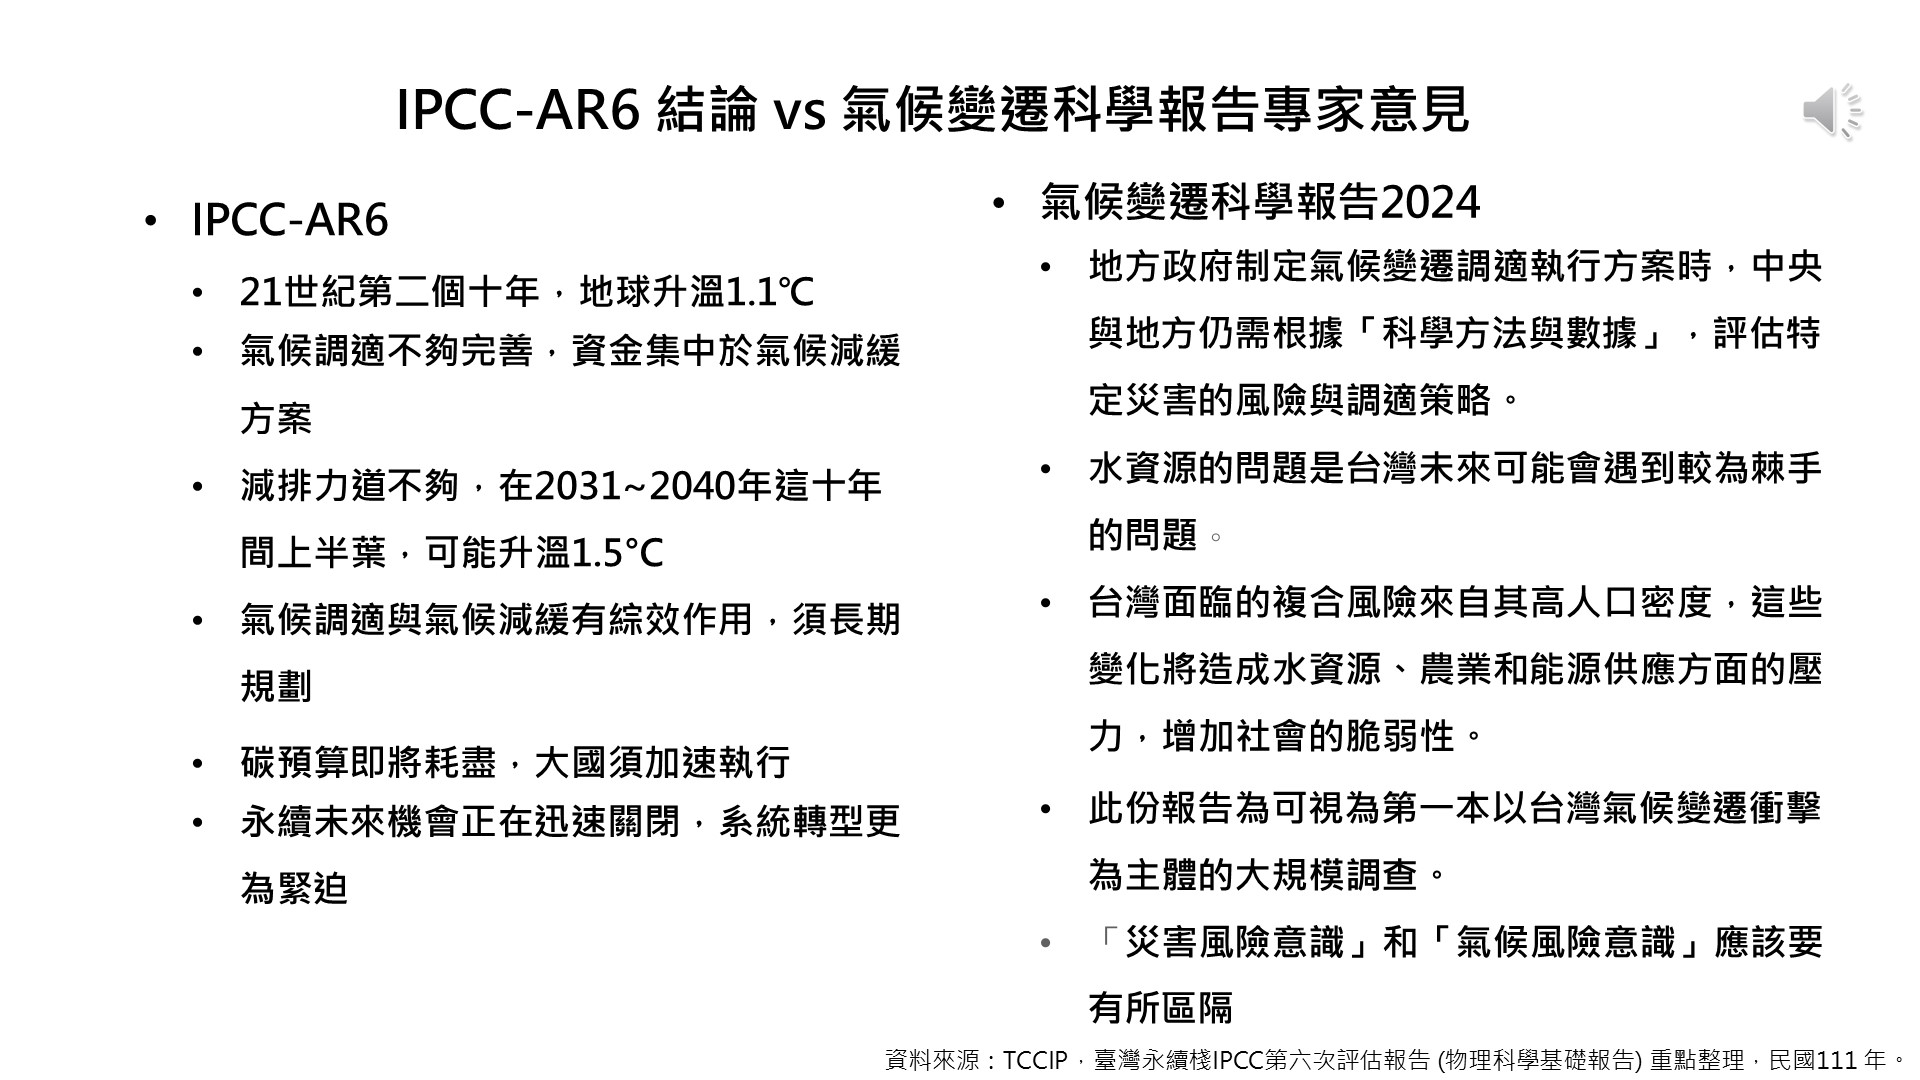 IPCC-AR6 結論 vs 氣候變遷科學報告專家意見
• IPCC-AR6
• 21世紀第二個十年，地球升溫1.1℃
• 氣候調適不夠完善，資金集中於氣候減緩
方案
• 減排力道不夠，在2031~2040年這十年
間上半葉，可能升溫1.5°C
• 氣候調適與氣候減緩有綜效作用，須長期
規劃
• 碳預算即將耗盡，大國須加速執行
• 永續未來機會正在迅速關閉，系統轉型更
為緊迫
• 氣候變遷科學報告2024
• 地方政府制定氣候變遷調適執行方案時，中央
與地方仍需根據「科學方法與數據」，評估特
定災害的風險與調適策略。
• 水資源的問題是台灣未來可能會遇到較為棘手
的問題。
• 台灣面臨的複合風險來自其高人口密度，這些
變化將造成水資源、農業和能源供應方面的壓
力，增加社會的脆弱性。
• 此份報告為可視為第一本以台灣氣候變遷衝擊
為主體的大規模調查。
• 「災害風險意識」和「氣候風險意識」應該要
有所區隔
資料來源：TCCIP，臺灣永續棧IPCC第六次評估報告 (物理科學基礎報告) 重點整理，民國111 年。